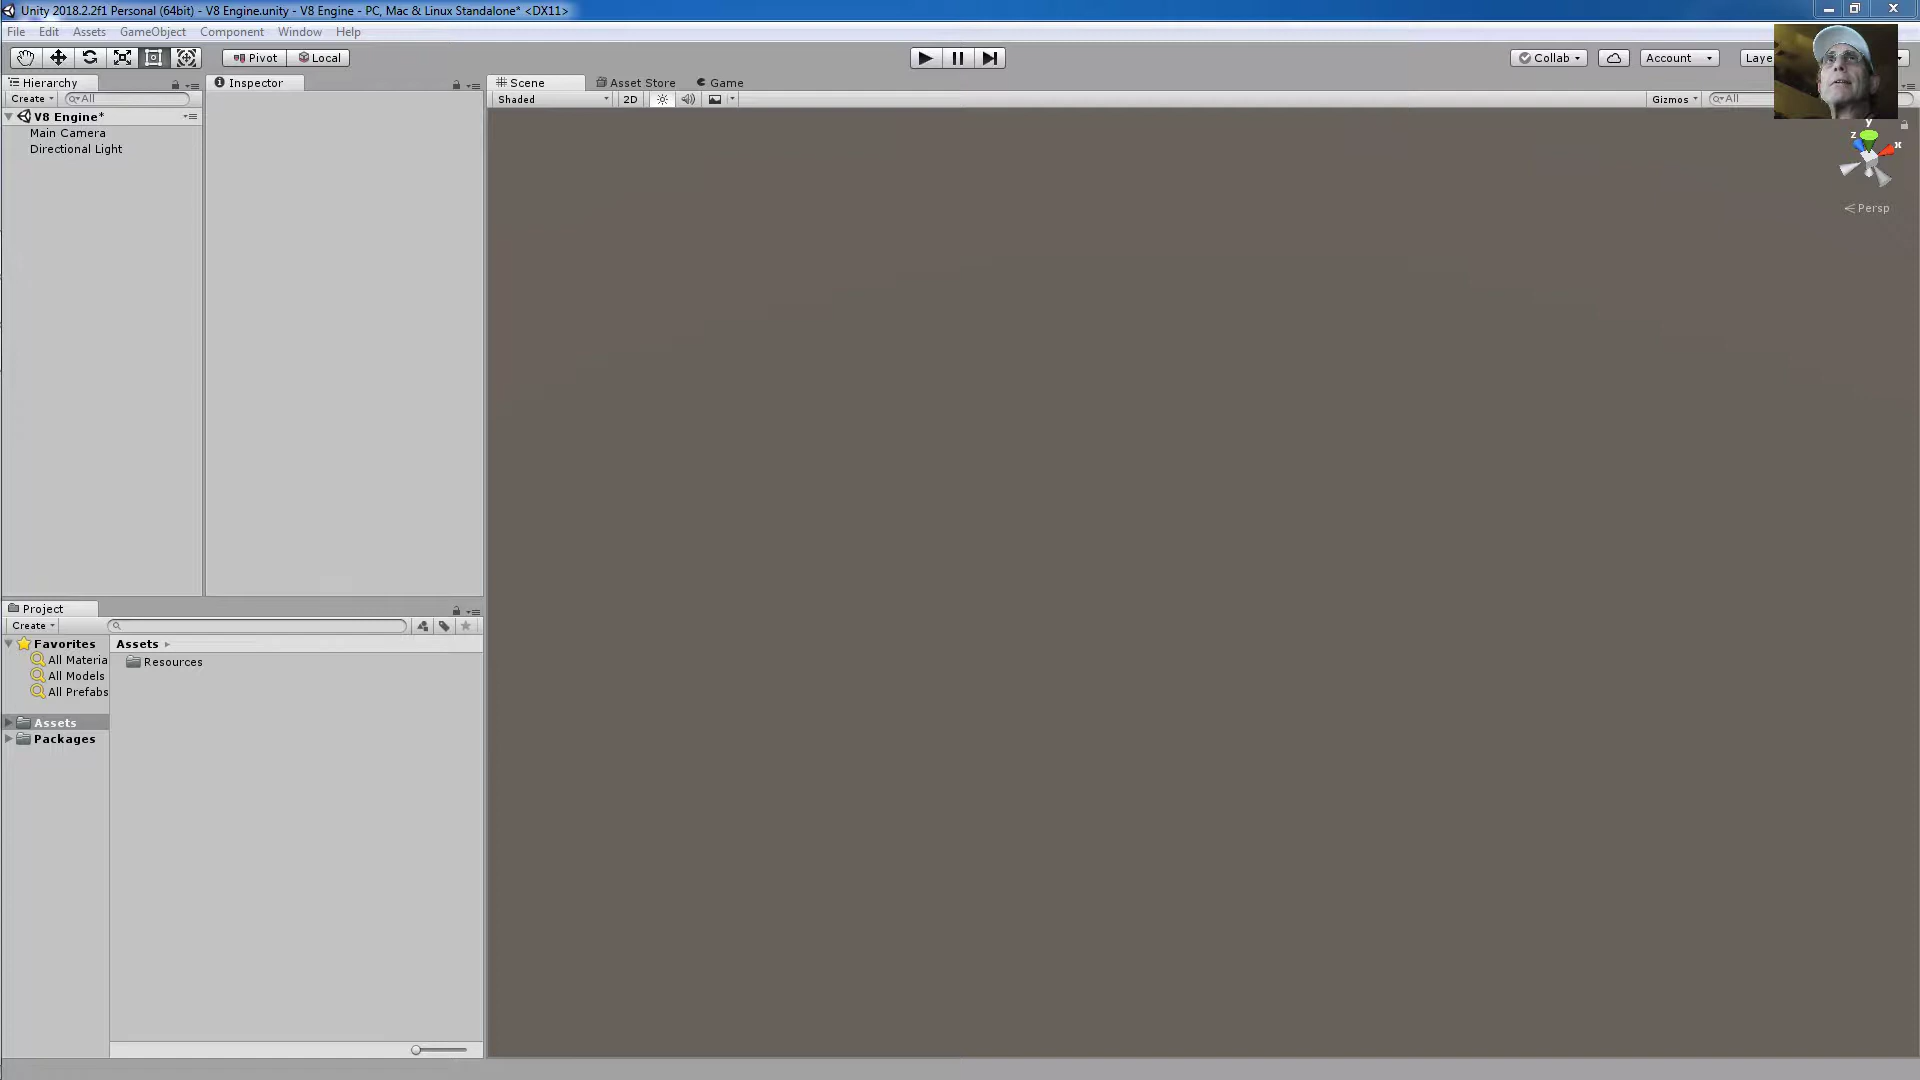 Unity 2018.2.2f1 Personal (64bit) - V8 Engine.unity - V8 Engine - PC, Mac & Linux Standalone* <DX11>
File Edit Assets GameObject Component Window Help
Pivot Local Collab Account Laye
Hierarchy Inspector Scene Asset Store Game
Create All Shaded 2D Gizmos All
V8 Engine*
Main Camera
Directional Light
y
z x
Persp
Project
Create
Favorites Assets
All Materia Resources
All Models
All Prefabs
Assets
Packages